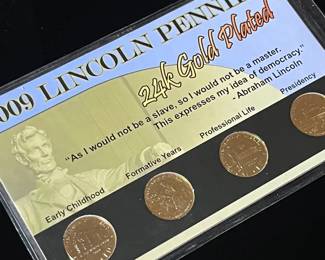 009 LINCOLN PENNIE
24k Gold Plated
"As I would not be a slave, so I would not be a master.
This expresses my idea of democracy."
-Abraham Lincoln
Early Childhood
Formative Years
Professional Life
Presidency